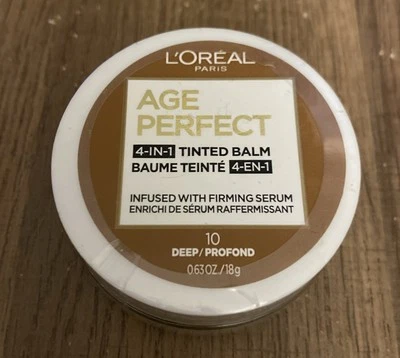 L'ORÉAL
PARIS
AGE
PERFECT
4-IN-1 TINTED BALM
BAUME TEINTÉ 4-EN-1
INFUSED WITH FIRMING SERUM
ENRICHI DE SÉRUM RAFFERMISSANT
10
DEEP/PROFOND
0.63 OZ./18g